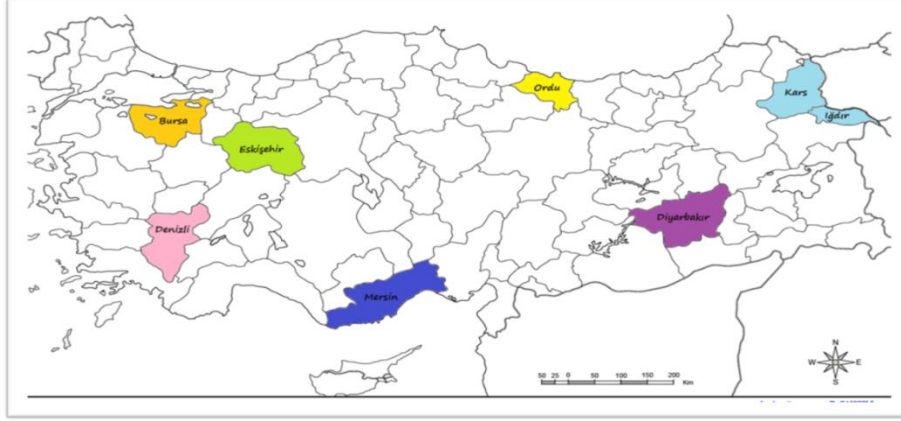 Ordu
Kars
Iğdır
Bursa
Eskişehir
Diyarbakır
Denizli
Mersin
N
W E
S
50 25 0 50 100 150 200
Km